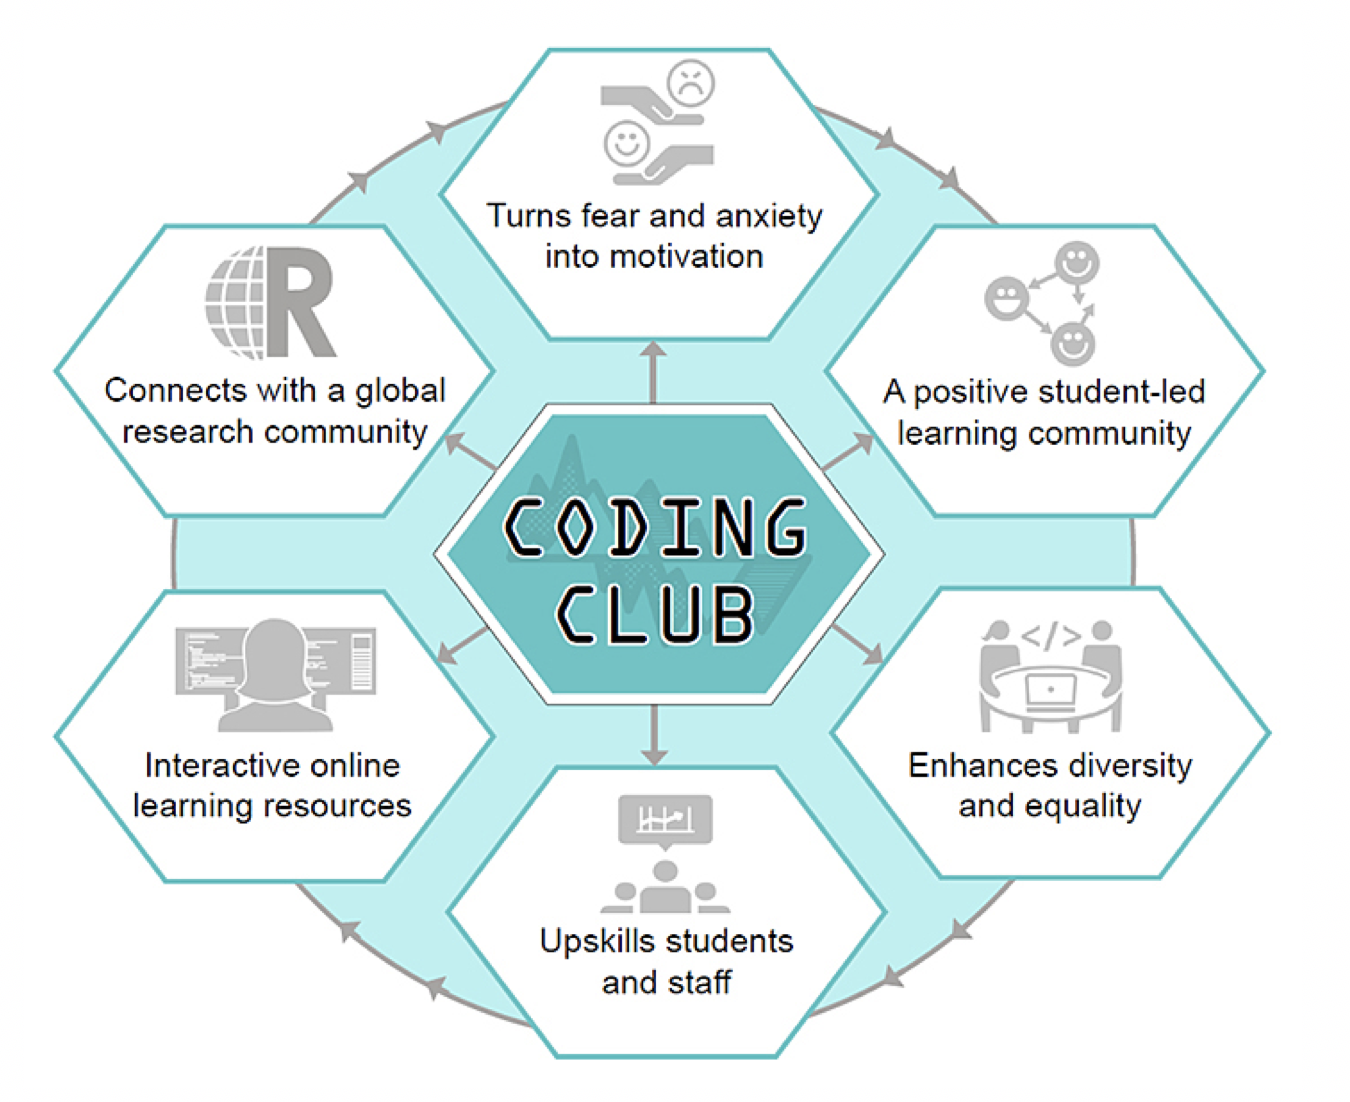 Turns fear and anxiety
into motivation
R
Connects with a global
research community
A positive student-led
learning community
CODING
CLUB
Interactive online
learning resources
</>
Enhances diversity
and equality
Upskills students
and staff